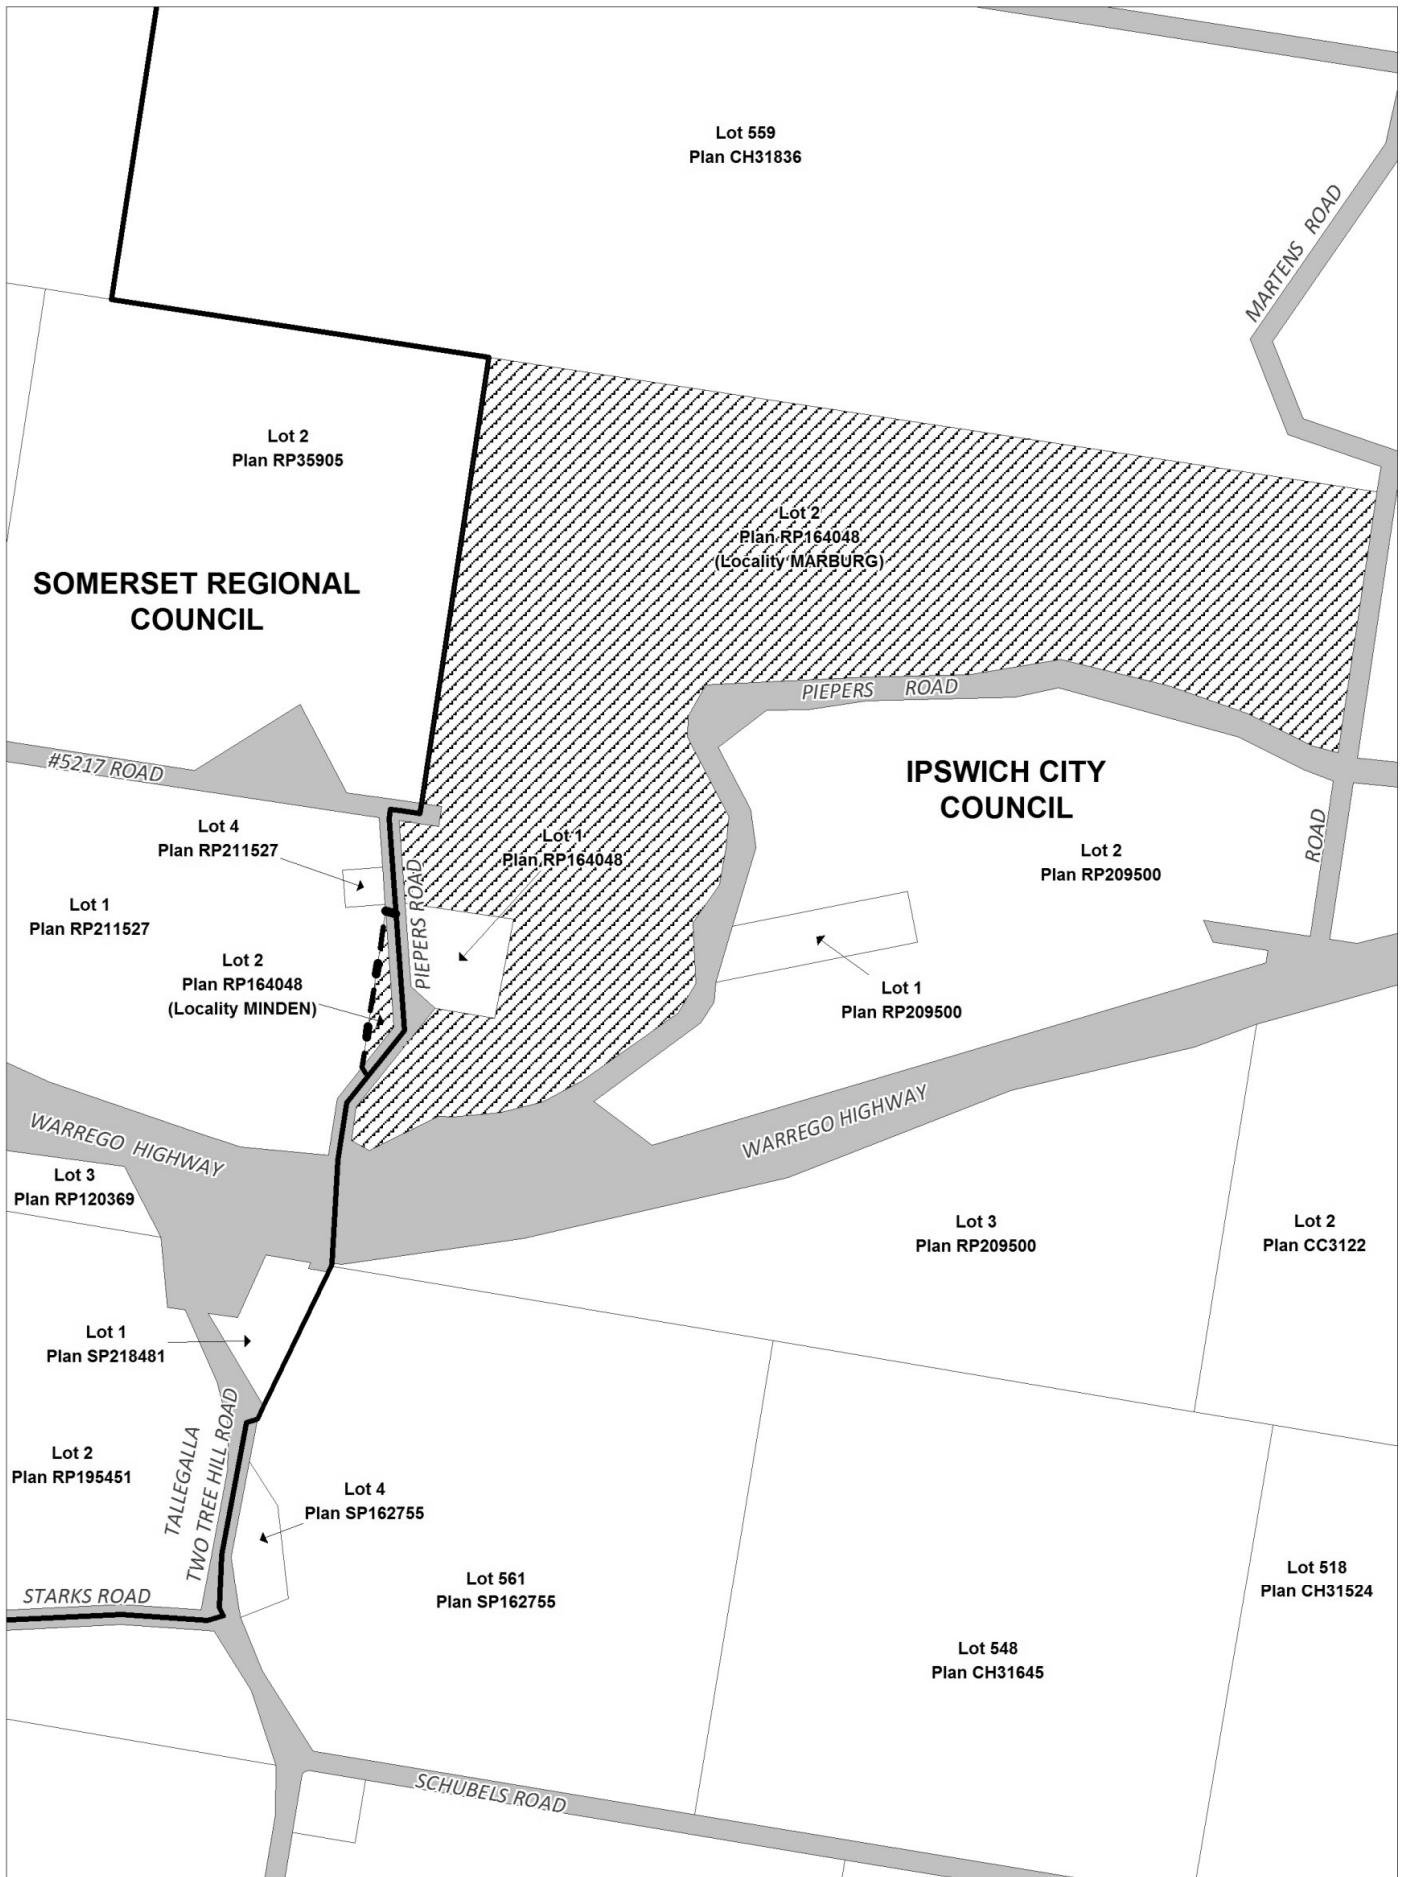 Lot 559
Plan CH31836
MARTENS ROAD
Lot 2
Plan RP35905
Lot 2
Plan RP164048
(Locality MARBURG)
SOMERSET REGIONAL
COUNCIL
PIEPERS ROAD
#5217 ROAD
IPSWICH CITY
COUNCIL
Lot 4
Plan RP211527
Lot 1
Plan RP164048
ROAD
Lot 2
Plan RP209500
PIEPERS ROAD
Lot 1
Plan RP211527
Lot 2
Plan RP164048
(Locality MINDEN)
Lot 1
Plan RP209500
WARREGO HIGHWAY
WARREGO HIGHWAY
Lot 3
Plan RP120369
Lot 3
Plan RP209500
Lot 2
Plan CC3122
Lot 1
Plan SP218481
Lot 2
Plan RP195451
TALLEGALLA
TWO TREE HILL ROAD
Lot 4
Plan SP162755
STARKS ROAD
Lot 561
Plan SP162755
Lot 518
Plan CH31524
Lot 548
Plan CH31645
SCHUBELS ROAD